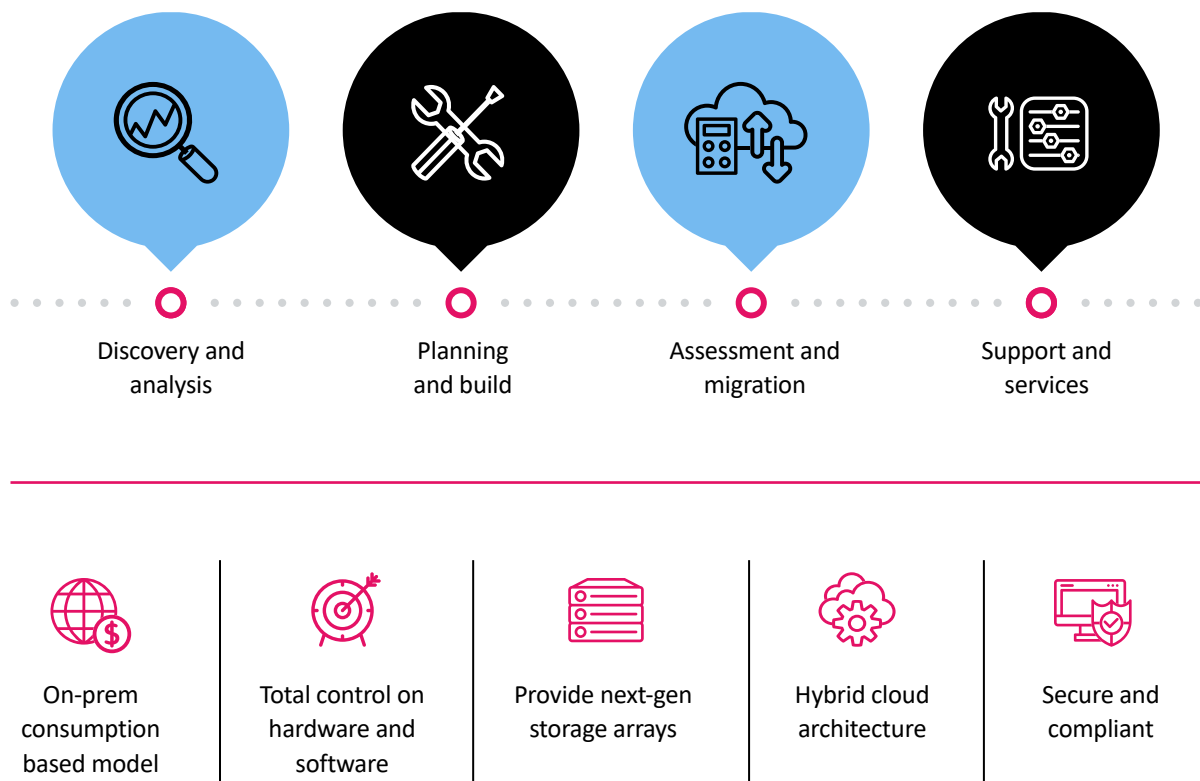 Discovery and
analysis
Planning
and build
Assessment and
migration
Support and
services
$
On-prem
consumption
based model
Total control on
hardware and
software
Provide next-gen
storage arrays
Hybrid cloud
architecture
Secure and
compliant